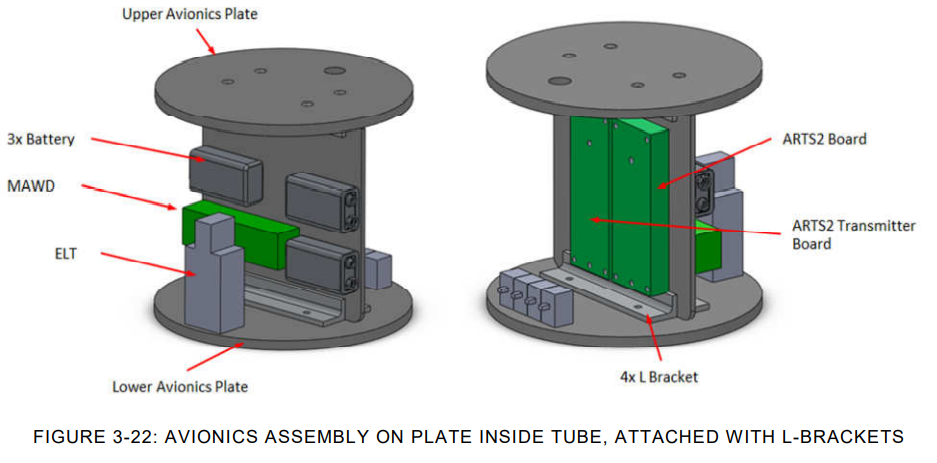 Upper Avionics Plate
3x Battery
MAWD
ELT
Lower Avionics Plate
ARTS2 Board
ARTS2 Transmitter
Board
4x L Bracket
FIGURE 3-22: AVIONICS ASSEMBLY ON PLATE INSIDE TUBE, ATTACHED WITH L-BRACKETS